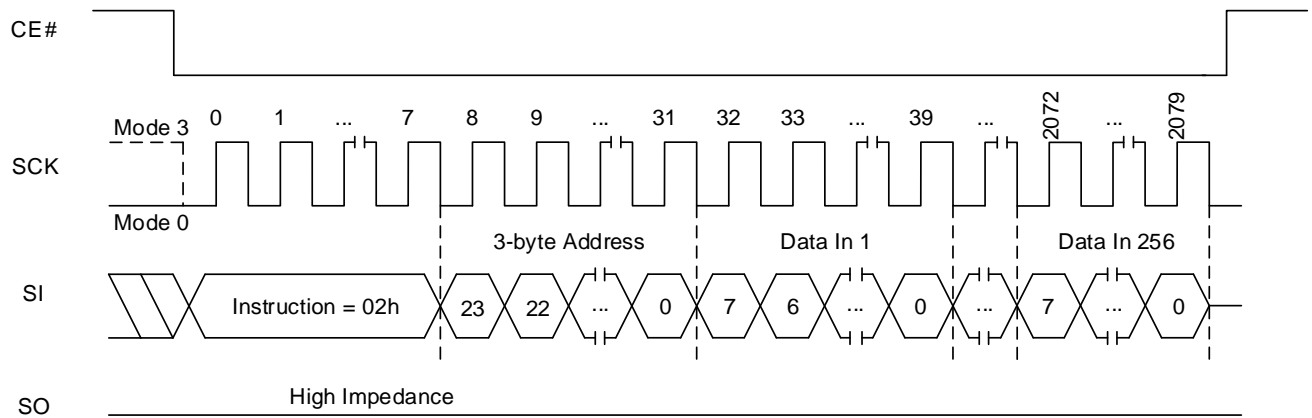 CE#
Mode 3
0 1 ... 7 8 9 ... 31 32 33 ... 39 ... 2072 ... 2079
SCK
Mode 0
3-byte Address Data In 1 Data In 256
SI
Instruction = 02h 23 22 ... 0 7 6 ... 0 ... 7 ... 0
High Impedance
SO